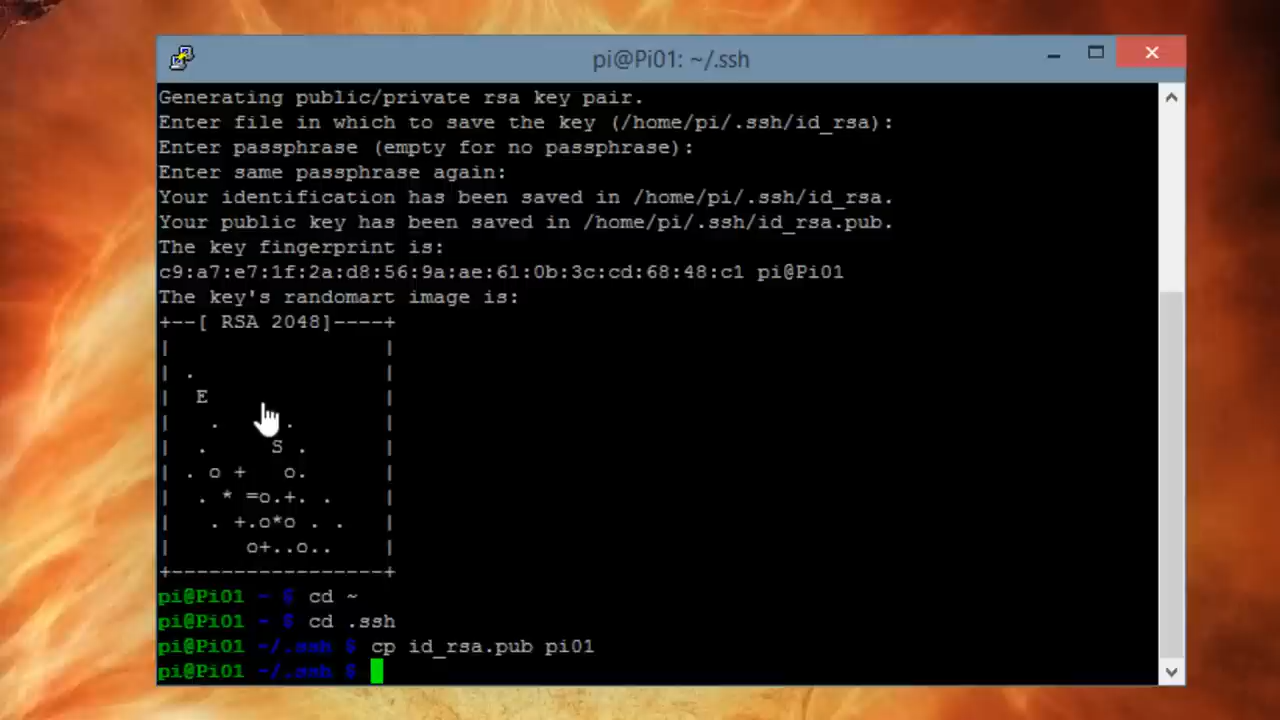 pi@Pi01: ~/.ssh
Generating public/private rsa key pair.
Enter file in which to save the key (/home/pi/.ssh/id_rsa):
Enter passphrase (empty for no passphrase):
Enter same passphrase again:
Your identification has been saved in /home/pi/.ssh/id_rsa.
Your public key has been saved in /home/pi/.ssh/id_rsa.pub.
The key fingerprint is:
c9:a7:e7:1f:2a:d8:56:9a:ae:61:0b:3c:cd:68:48:c1 pi@Pi01
The key's randomart image is:
+--[ RSA 2048]----+
|                 |
| .               |
|  E              |
|   .     .       |
|  .     S .      |
| . o +   o.      |
|  . * =o.+. .    |
|   . +.o*o . .   |
|      o+..o..    |
+-----------------+
pi@Pi01 ~ $ cd ~
pi@Pi01 ~ $ cd .ssh
pi@Pi01 ~/.ssh $ cp id_rsa.pub pi01
pi@Pi01 ~/.ssh $